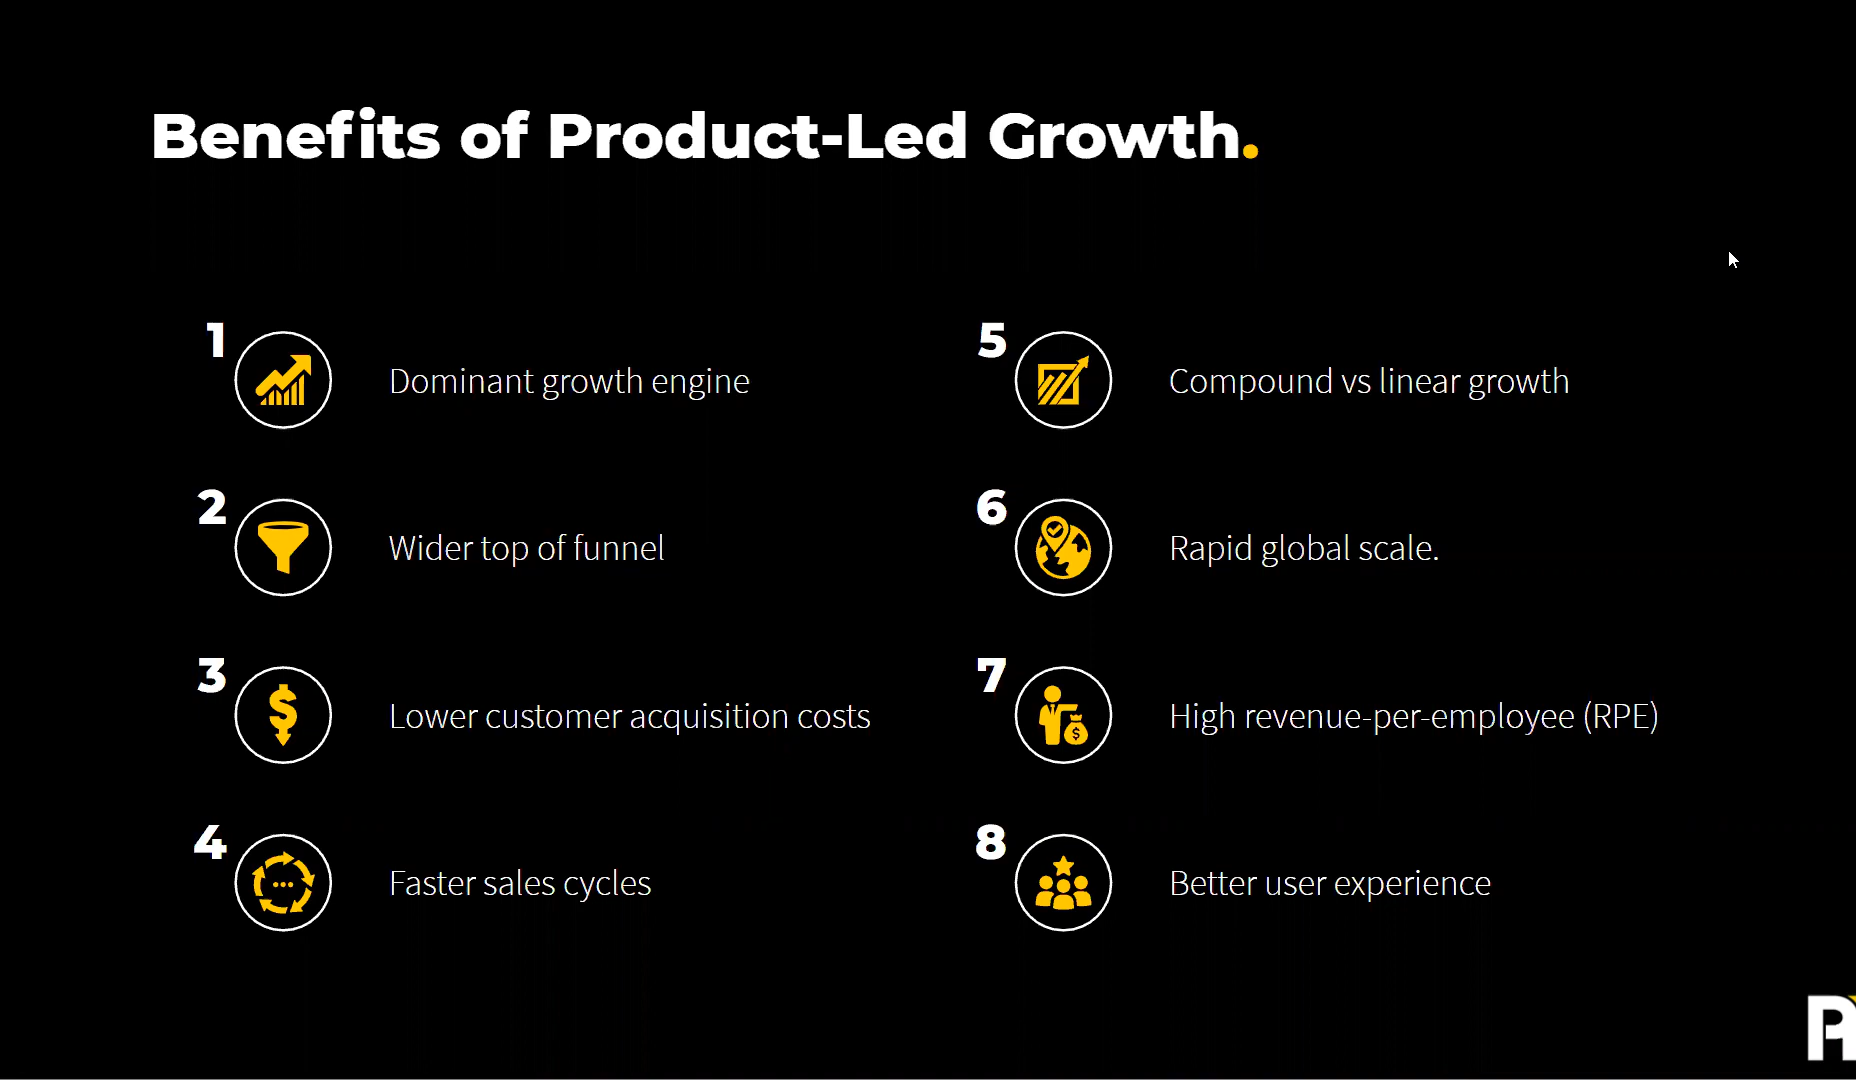 Benefits of Product-Led Growth.
1
Dominant growth engine
2
Wider top of funnel
3
Lower customer acquisition costs
4
Faster sales cycles
5
Compound vs linear growth
6
Rapid global scale.
7
High revenue-per-employee (RPE)
8
Better user experience